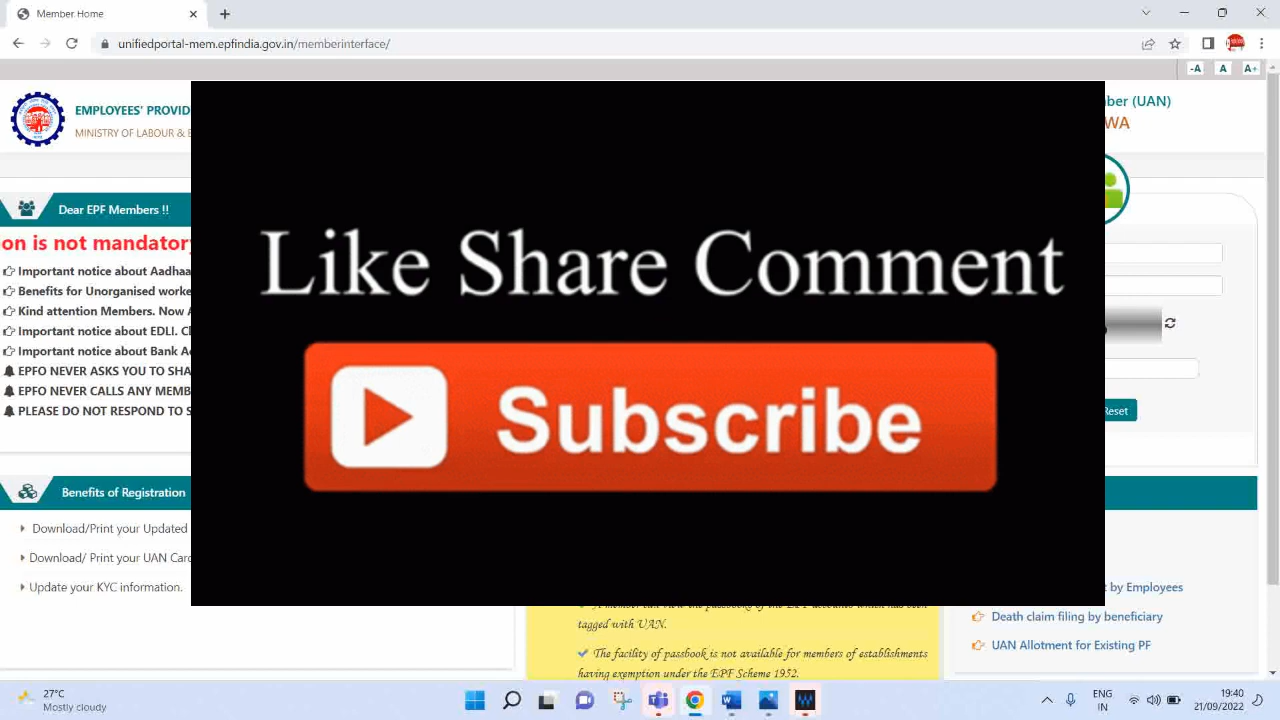 Member Home
unifiedportal-mem.epfindia.gov.in/memberinterface/
-A A A+
EMPLOYEES' PROVID
MINISTRY OF LABOUR & E
ber (UAN)
WA
Dear EPF Members !!
on is not mandatory
Important notice about Aadhaa
Benefits for Unorganised worke
Kind attention Members. Now A
Important notice about EDLI. Cl
Important notice about Bank Ac
EPFO NEVER ASKS YOU TO SHA
EPFO NEVER CALLS ANY MEMB
PLEASE DO NOT RESPOND TO S
Like Share Comment
Subscribe
Reset
Benefits of Registration
Download/Print your Updated
Download/ Print your UAN Ca
Update your KYC information.
t by Employees
Death claim filing by beneficiary
UAN Allotment for Existing PF
tagged with UAN.
The facility of passbook is not available for members of establishments
having exemption under the EPF Scheme 1952.
27°C
Mostly cloudy
ENG
IN
19:40
21/09/2022